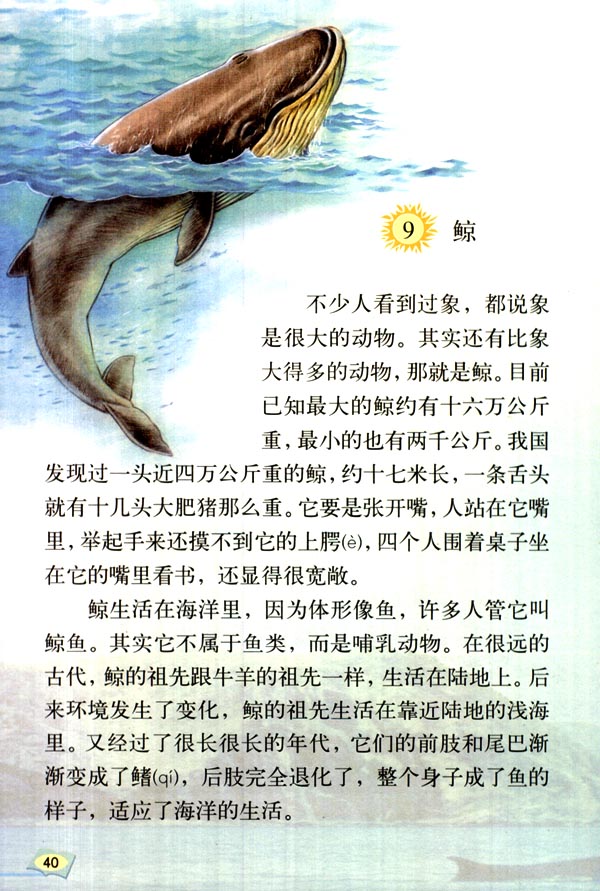 9 鲸
不少人看到过象，都说象
是很大的动物。其实还有比象
大得多的动物，那就是鲸。目前
已知最大的鲸约有十六万公斤
重，最小的也有两千公斤。我国
发现过一头近四万公斤重的鲸，约十七米长，一条舌头
就有十几头大肥猪那么重。它要是张开嘴，人站在它嘴
里，举起手来还摸不到它的上腭(è)，四个人围着桌子坐
在它的嘴里看书，还显得很宽敞。
鲸生活在海洋里，因为体形像鱼，许多人管它叫
鲸鱼。其实它不属于鱼类，而是哺乳动物。在很远的
古代，鲸的祖先跟牛羊的祖先一样，生活在陆地上。后
来环境发生了变化，鲸的祖先生活在靠近陆地的浅海
里。又经过了很长很长的年代，它们的前肢和尾巴渐
渐变成了鳍(qí)，后肢完全退化了，整个身子成了鱼的
样子，适应了海洋的生活。
40